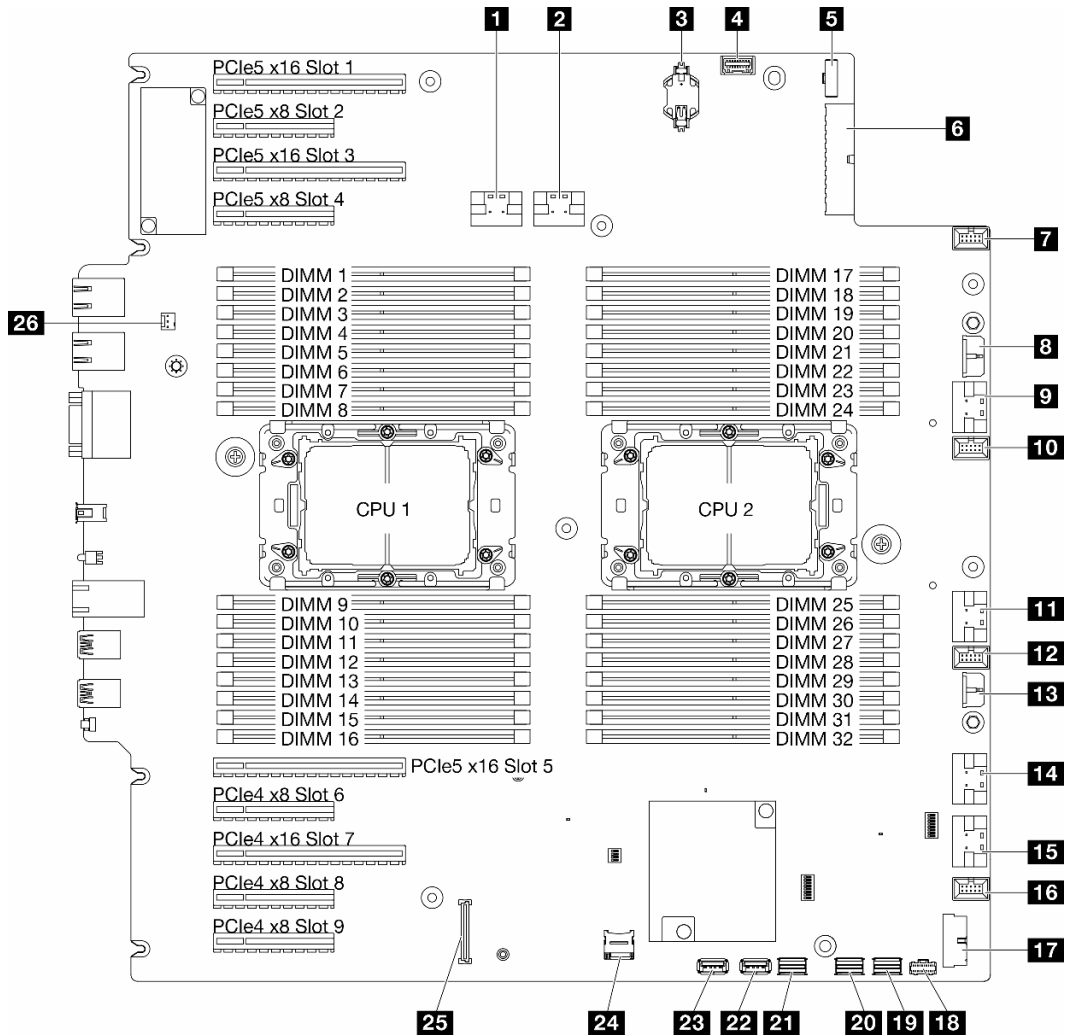 1
2
3
4
5
6
7
8
9
10
11
12
13
14
15
16
17
18
19
20
21
22
23
24
25
26
PCIe5 x16 Slot 1
PCIe5 x8 Slot 2
PCIe5 x16 Slot 3
PCIe5 x8 Slot 4
DIMM 1
DIMM 2
DIMM 3
DIMM 4
DIMM 5
DIMM 6
DIMM 7
DIMM 8
DIMM 17
DIMM 18
DIMM 19
DIMM 20
DIMM 21
DIMM 22
DIMM 23
DIMM 24
CPU 1
CPU 2
DIMM 9
DIMM 10
DIMM 11
DIMM 12
DIMM 13
DIMM 14
DIMM 15
DIMM 16
DIMM 25
DIMM 26
DIMM 27
DIMM 28
DIMM 29
DIMM 30
DIMM 31
DIMM 32
PCIe5 x16 Slot 5
PCIe4 x8 Slot 6
PCIe4 x16 Slot 7
PCIe4 x8 Slot 8
PCIe4 x8 Slot 9